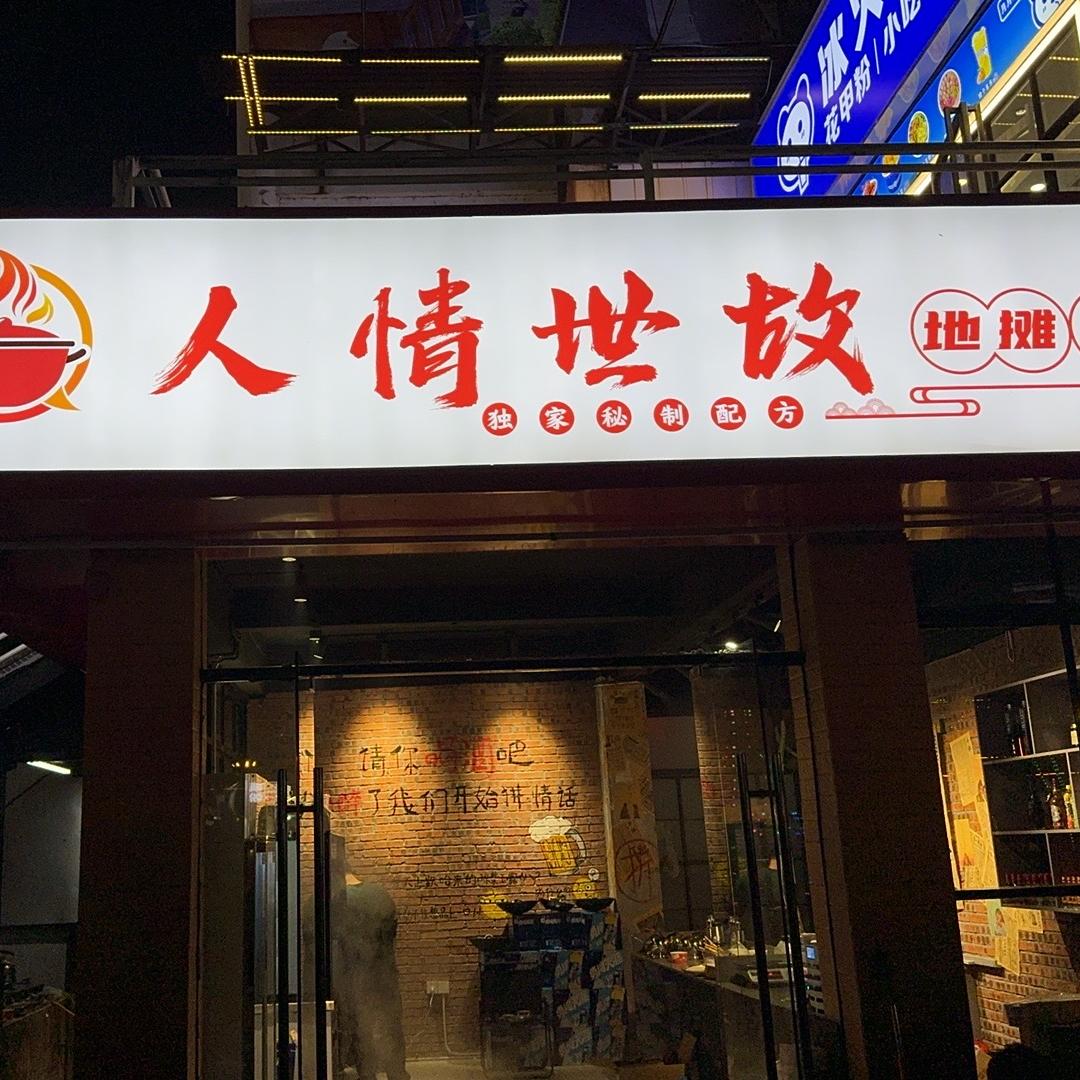 花甲粉 | 小吃
人情世故
地摊
独家秘制配方
请你喝酒吧
醉了我们开始讲情话